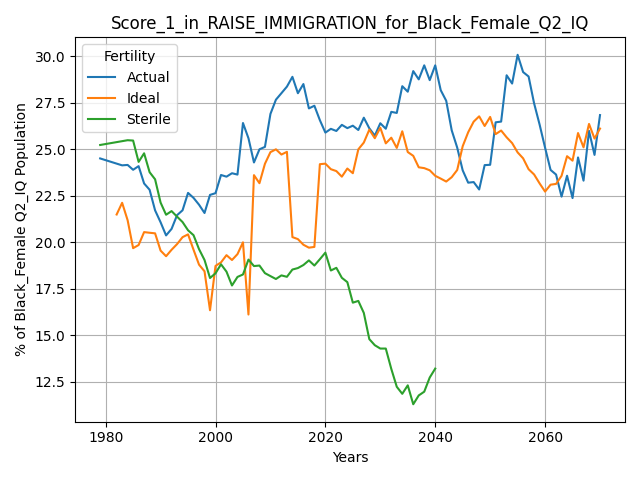 Score_1_in_RAISE_IMMIGRATION_for_Black_Female_Q2_IQ
Fertility
Actual
Ideal
Sterile
% of Black_Female Q2_IQ Population
30.0
27.5
25.0
22.5
20.0
17.5
15.0
12.5
1980
2000
2020
2040
2060
Years